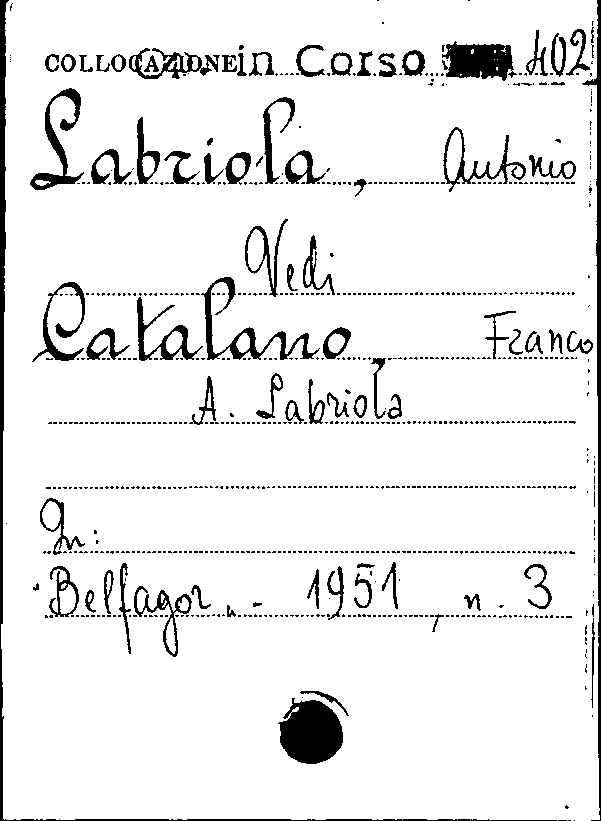 COLLOCAZIONE in Corso 402
Labriola, Antonio
Vedi
Catalano, Franco
A. Labriola
In:
"Belfagor" - 1951, n. 3